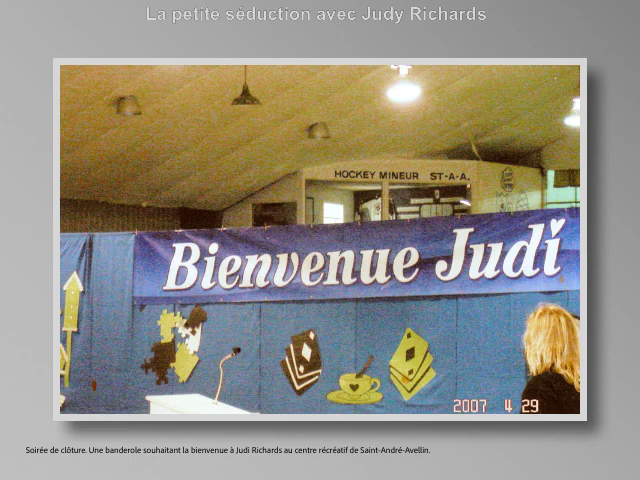 La petite séduction avec Judy Richards
HOCKEY MINEUR ST-A-A.
Bienvenue Judi
2007 4 29
Soirée de clôture. Une banderole souhaitant la bienvenue à Judi Richards au centre récréatif de Saint-André-Avellin.